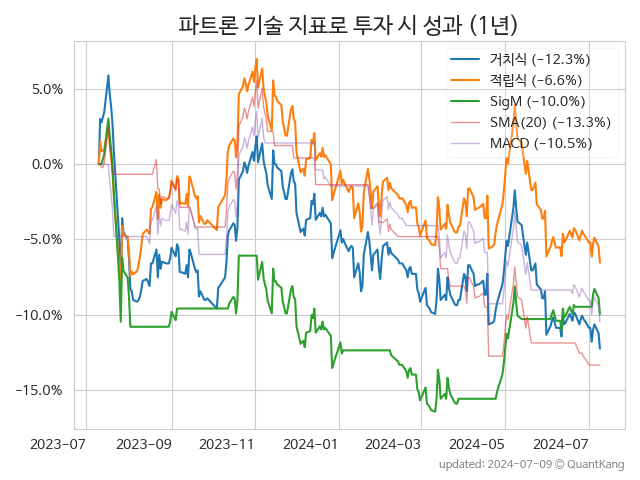 파트론 기술 지표로 투자 시 성과 (1년)
거치식 (−12.3%)
적립식 (−6.6%)
SigM (−10.0%)
SMA(20) (−13.3%)
MACD (−10.5%)
5.0%
0.0%
−5.0%
−10.0%
−15.0%
2023-07 2023-09 2023-11 2024-01 2024-03 2024-05 2024-07
updated: 2024-07-09 © QuantKang